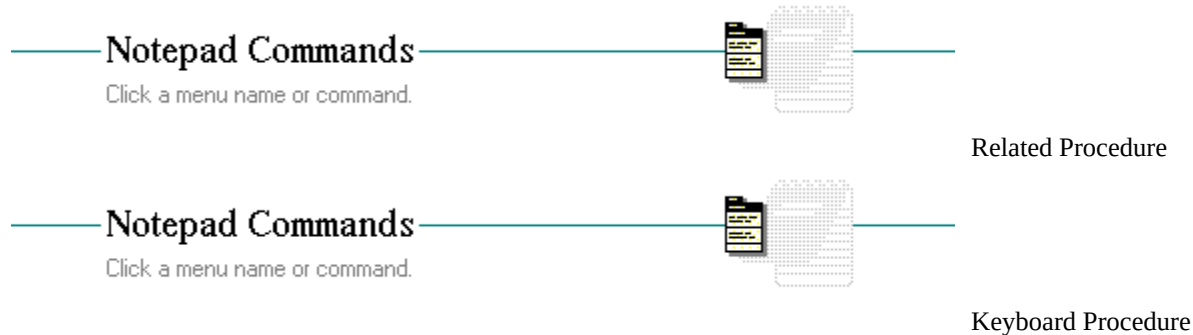 Notepad Commands
Click a menu name or command.
Related Procedure
Notepad Commands
Click a menu name or command.
Keyboard Procedure